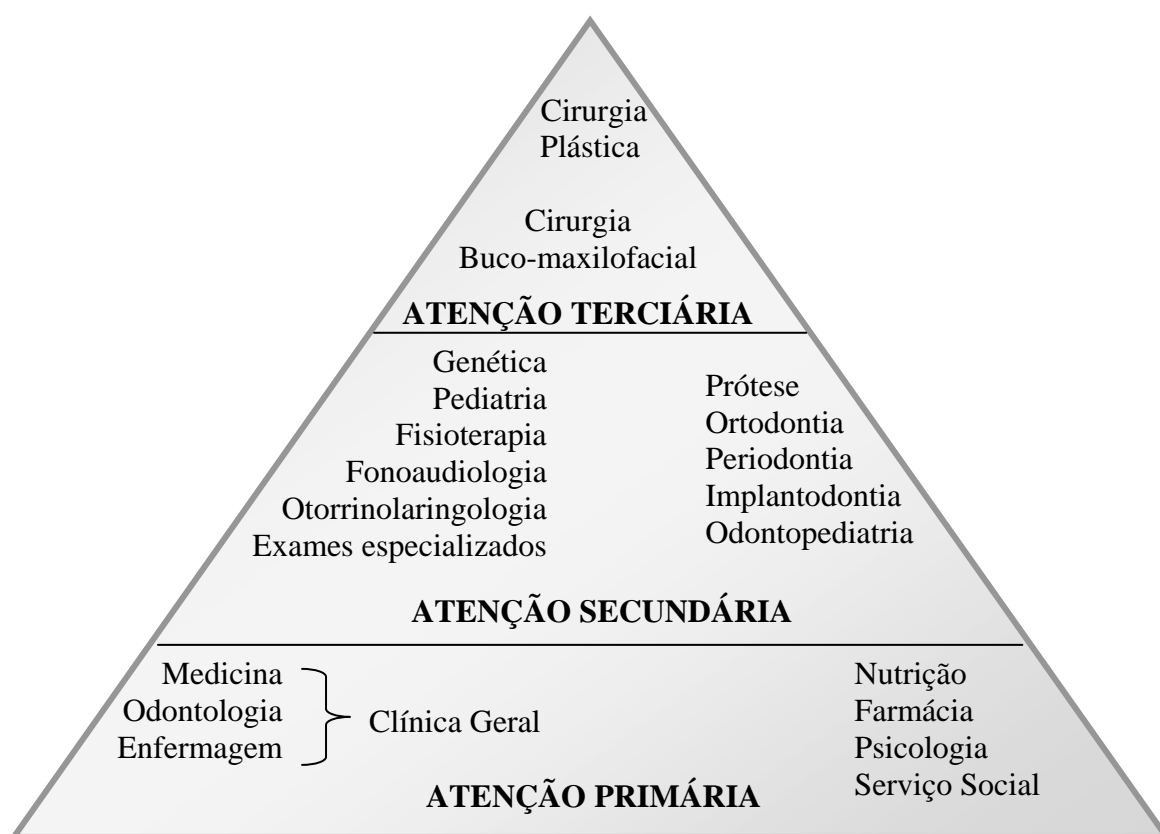 Cirurgia
Plástica
Cirurgia
Buco-maxilofacial
ATENÇÃO TERCIÁRIA
Genética
Pediatria
Fisioterapia
Fonoaudiologia
Otorrinolaringologia
Exames especializados
Prótese
Ortodontia
Periodontia
Implantodontia
Odontopediatria
ATENÇÃO SECUNDÁRIA
Medicina
Odontologia
Enfermagem
Clínica Geral
Nutrição
Farmácia
Psicologia
Serviço Social
ATENÇÃO PRIMÁRIA